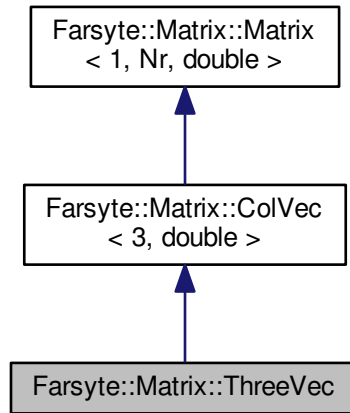 Farsyte::Matrix::Matrix
< 1, Nr, double >
Farsyte::Matrix::ColVec
< 3, double >
Farsyte::Matrix::ThreeVec